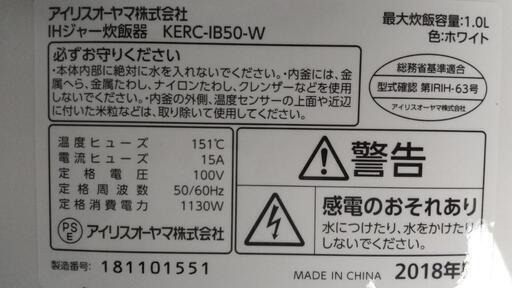 アイリスオーヤマ株式会社
IHジャー炊飯器 KERC-IB50-W
最大炊飯容量:1.0L
色:ホワイト
必ずお守りください
・本体内部に絶対に水を入れないでください。・内釜には、金
属へら、金属たわし、ナイロンたわし、クレンザーなどを使用
しないでください。・内釜の外側、温度センサーの上面や近辺
に付いた米粒などは、取り除いて使用してください。
総務省基準適合
型式確認 第IRIH-63号
アイリスオーヤマ株式会社
温度ヒューズ 151℃
電流ヒューズ 15A
定格電圧 100V
定格周波数 50/60Hz
定格消費電力 1130W
PSE アイリスオーヤマ株式会社
警告
感電のおそれあり
水につけたり、水をかけたり
しないでください。
製造番号: 181101551
MADE IN CHINA 2018年